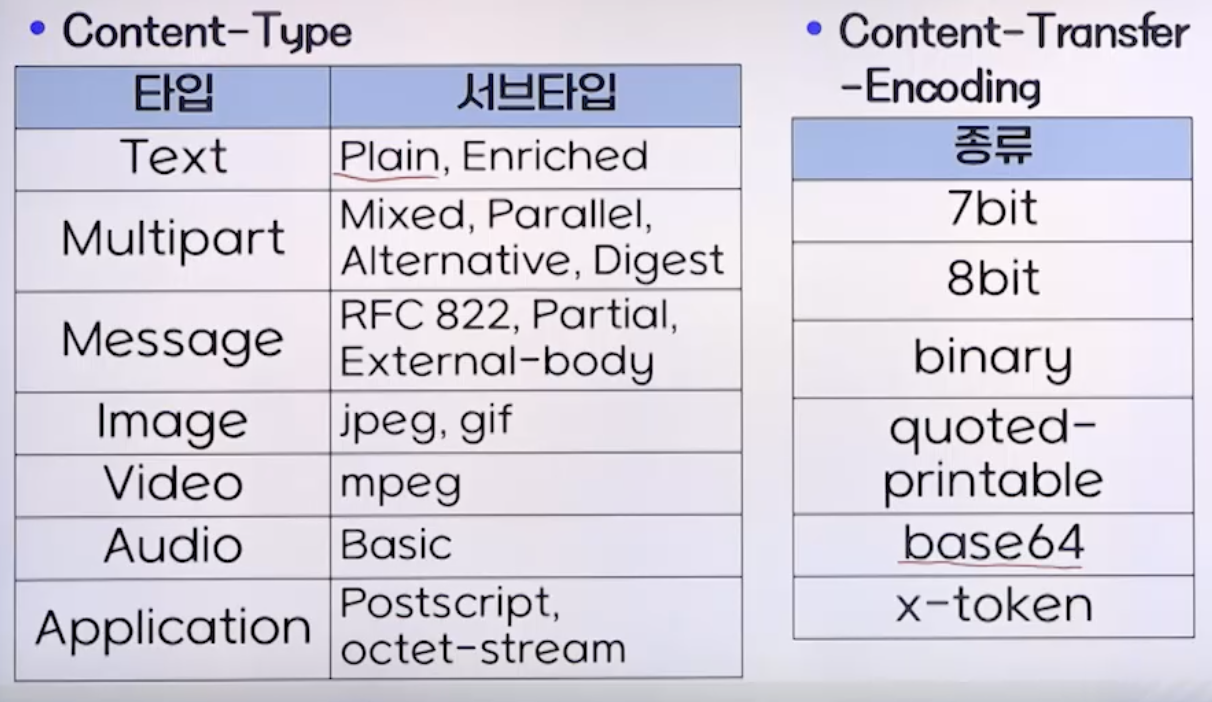 • Content-Type
타입 서브타입
Text Plain, Enriched
Multipart Mixed, Parallel,
Alternative, Digest
Message RFC 822, Partial,
External-body
Image jpeg, gif
Video mpeg
Audio Basic
Application Postscript,
octet-stream
• Content-Transfer
-Encoding
종류
7bit
8bit
binary
quoted-
printable
base64
x-token